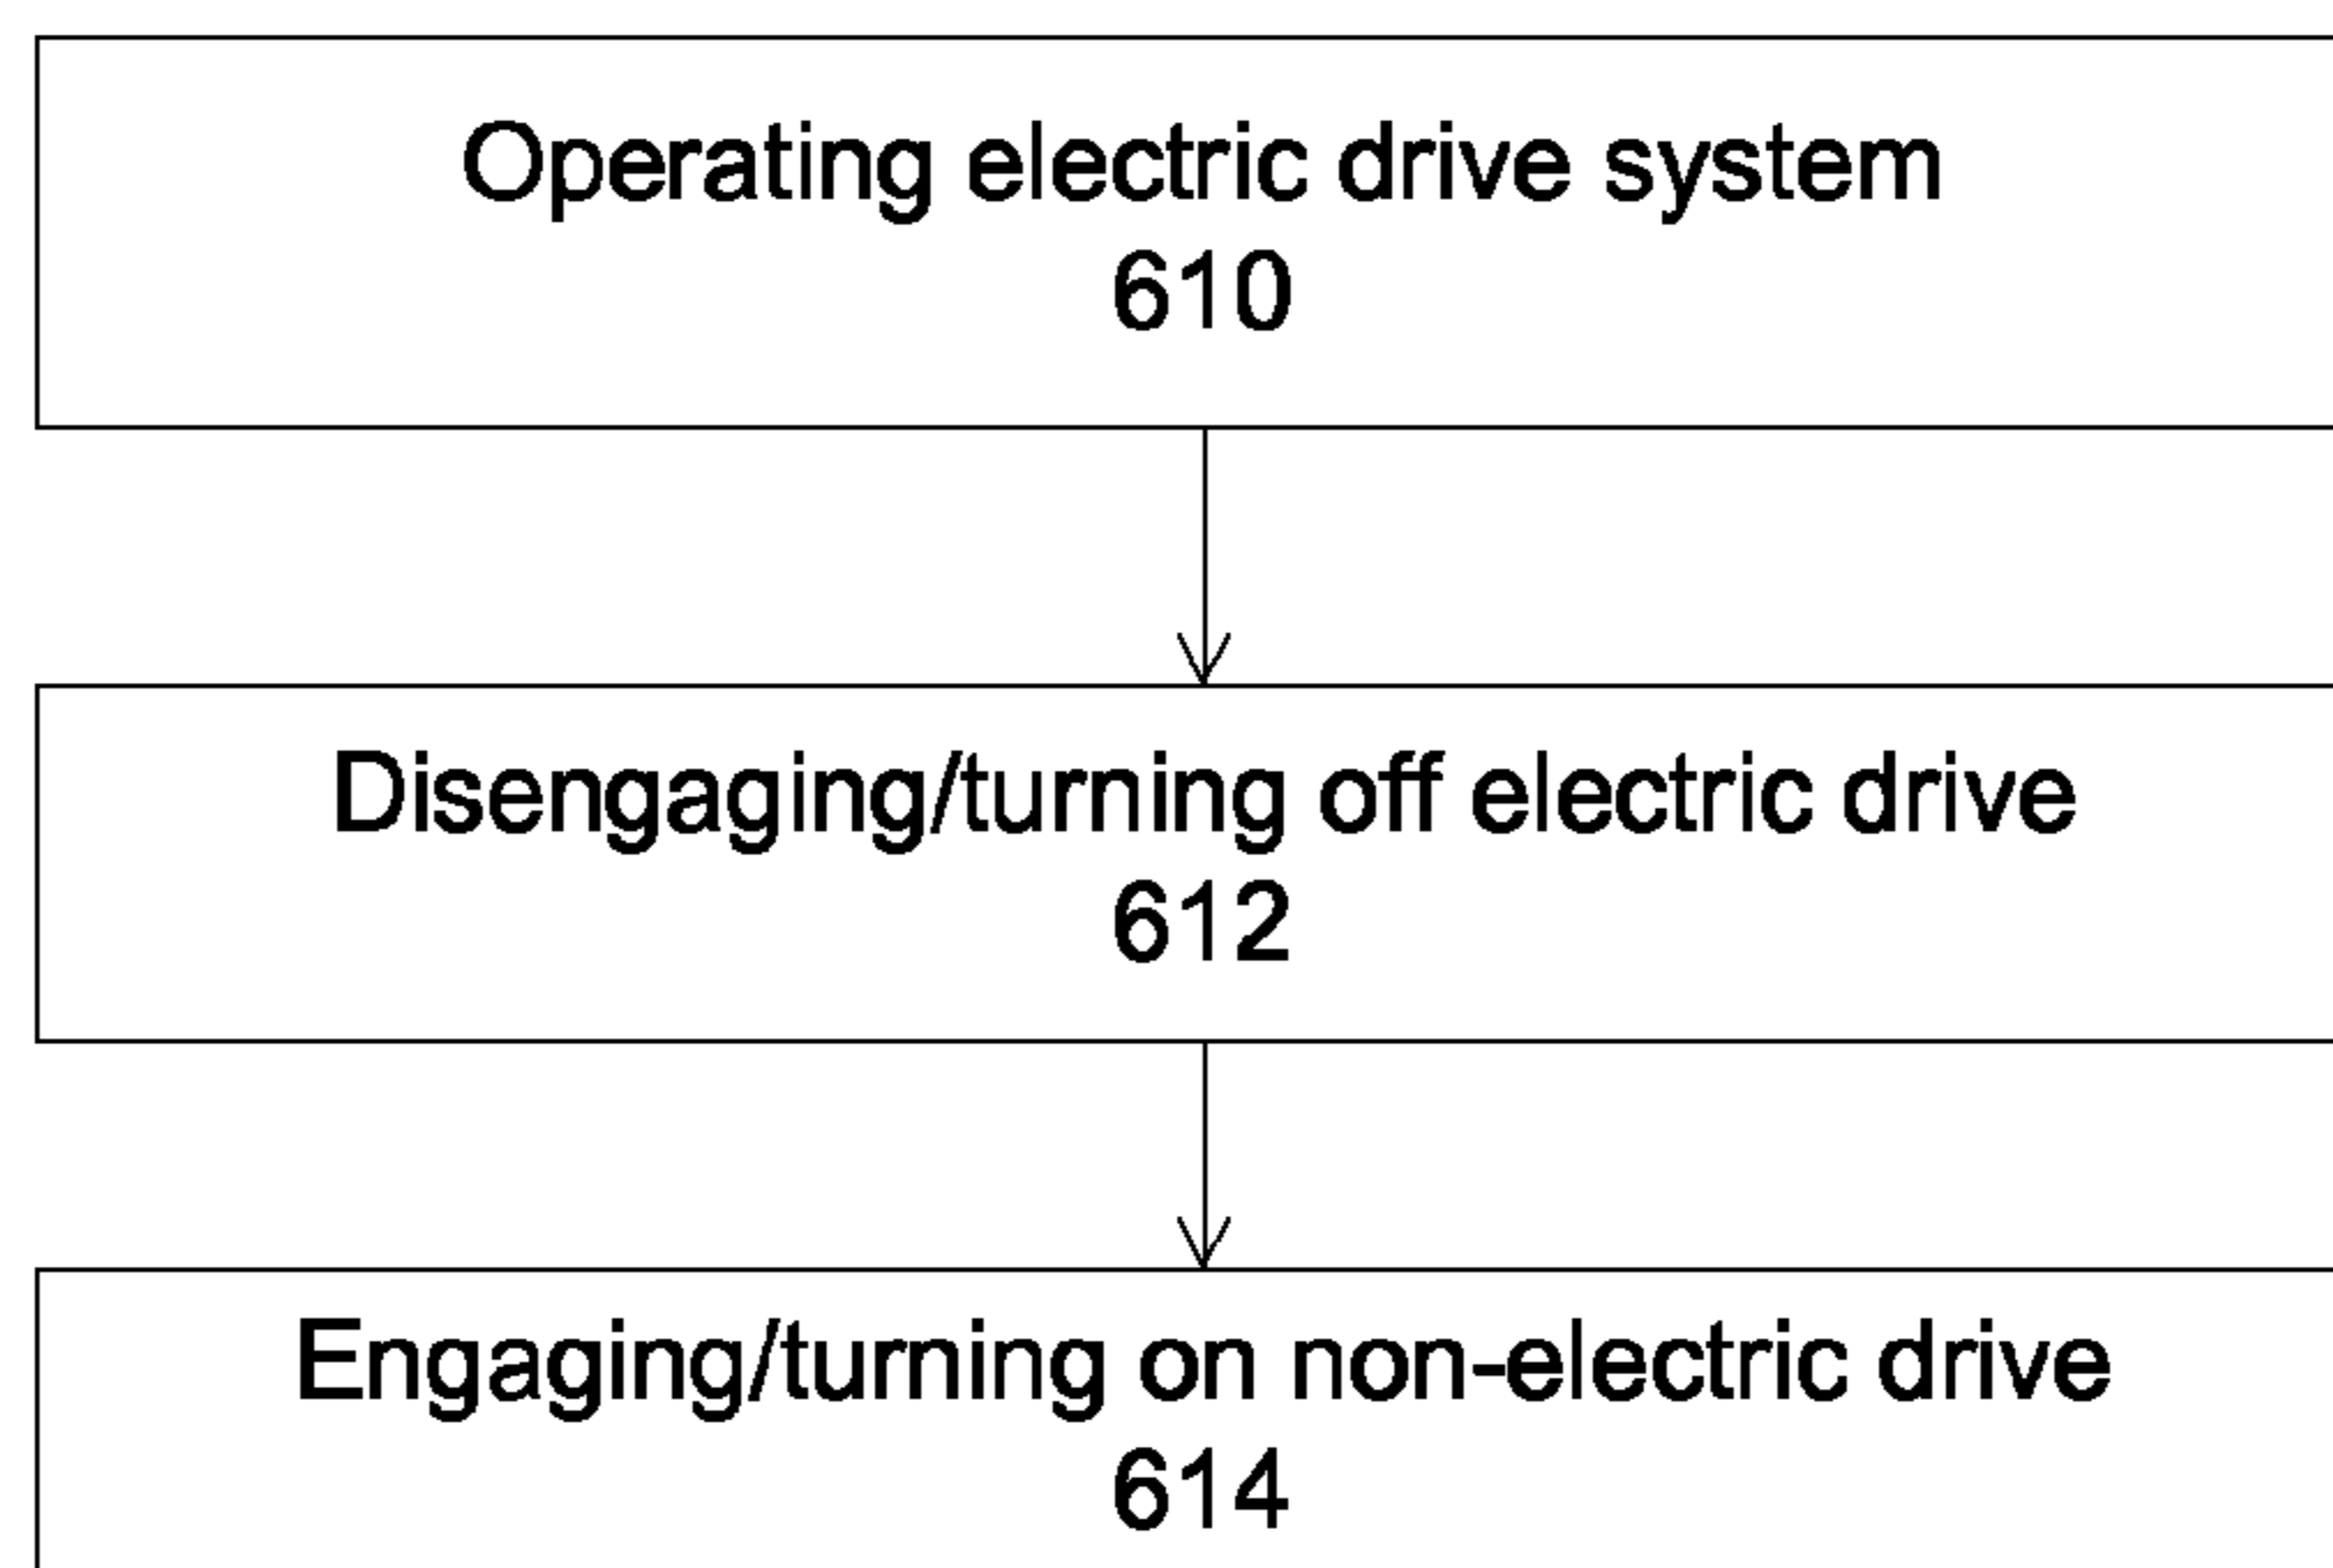 Operating electric drive system
610
Disengaging/turning off electric drive
612
Engaging/turning on non-electric drive
614